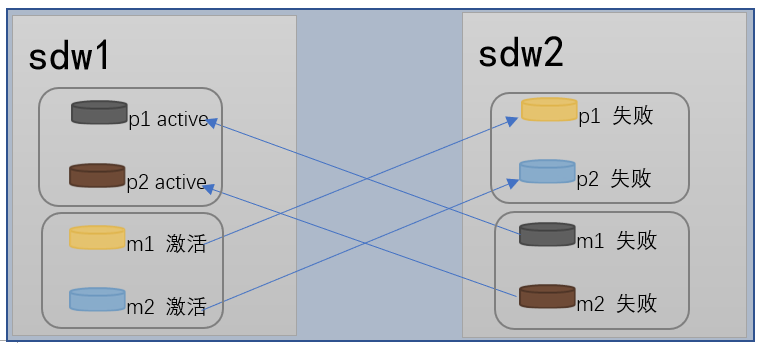 sdw1
p1 active
p2 active
m1 激活
m2 激活
sdw2
p1 失败
p2 失败
m1 失败
m2 失败